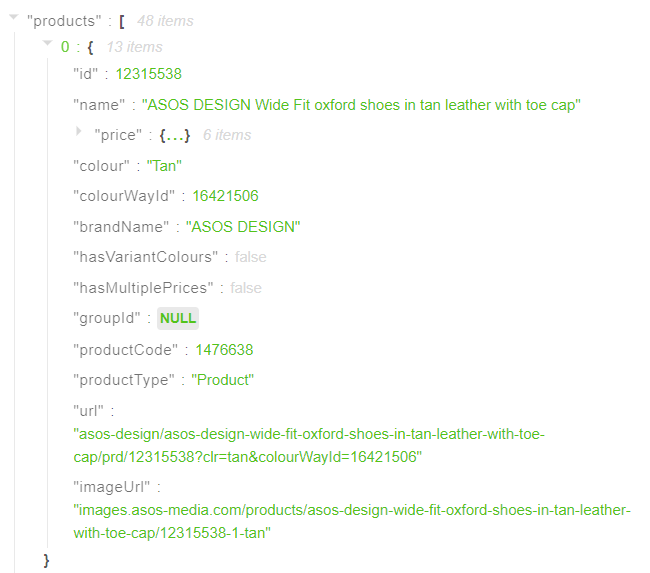 "products" : [ 48 items
0 : { 13 items
"id" : 12315538
"name" : "ASOS DESIGN Wide Fit oxford shoes in tan leather with toe cap"
"price" : {...} 6 items
"colour" : "Tan"
"colourWayId" : 16421506
"brandName" : "ASOS DESIGN"
"hasVariantColours" : false
"hasMultiplePrices" : false
"groupId" : NULL
"productCode" : 1476638
"productType" : "Product"
"url" :
"asos-design/asos-design-wide-fit-oxford-shoes-in-tan-leather-with-toe-
cap/prd/12315538?clr=tan&colourWayId=16421506"
"imageUrl" :
"images.asos-media.com/products/asos-design-wide-fit-oxford-shoes-in-tan-leather-
with-toe-cap/12315538-1-tan"
}